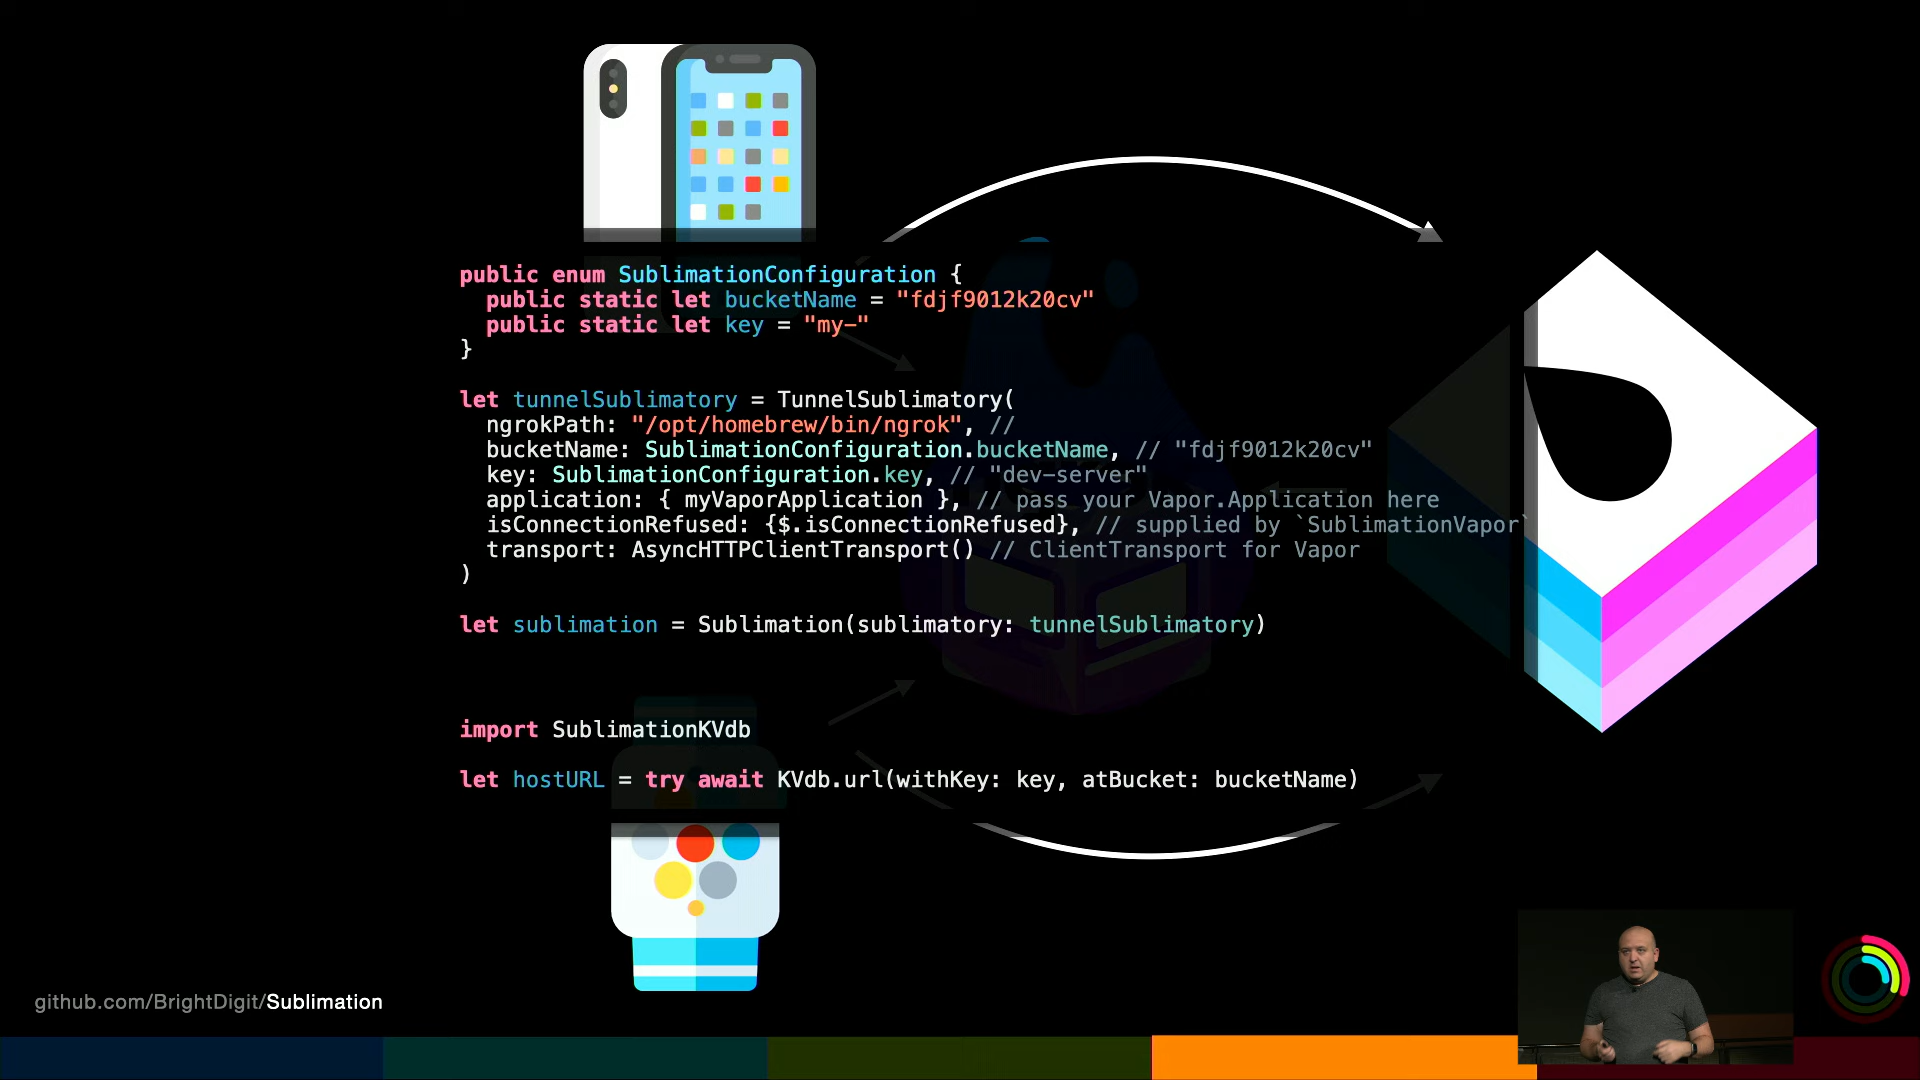 public enum SublimationConfiguration {
public static let bucketName = "fdjf9012k20cv"
public static let key = "my-"
}
let tunnelSublimatory = TunnelSublimatory(
ngrokPath: "/opt/homebrew/bin/ngrok", //
bucketName: SublimationConfiguration.bucketName, // "fdjf9012k20cv"
key: SublimationConfiguration.key, // "dev-server"
application: { myVaporApplication }, // pass your Vapor.Application here
isConnectionRefused: {$.isConnectionRefused}, // supplied by `SublimationVapor`
transport: AsyncHTTPClientTransport() // ClientTransport for Vapor
)
let sublimation = Sublimation(sublimatory: tunnelSublimatory)
import SublimationKVdb
let hostURL = try await KVdb.url(withKey: key, atBucket: bucketName)
github.com/BrightDigit/Sublimation